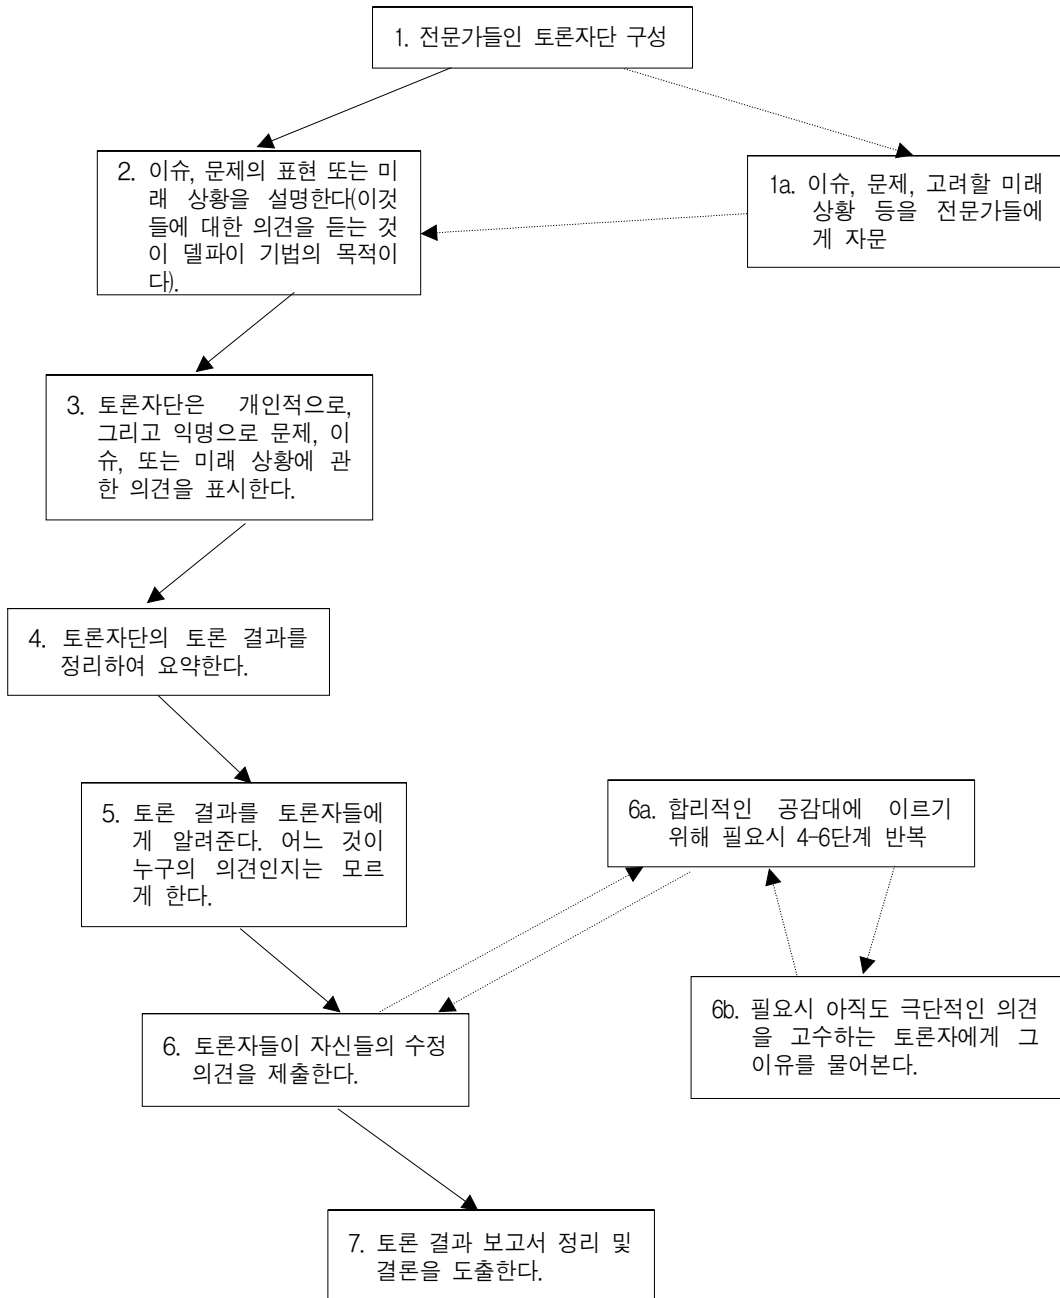 1. 전문가들인 토론자단 구성
2. 이슈, 문제의 표현 또는 미
래 상황을 설명한다(이것
들에 대한 의견을 듣는 것
이 델파이 기법의 목적이
다).
1a. 이슈, 문제, 고려할 미래
상황 등을 전문가들에
게 자문
3. 토론자단은 개인적으로,
그리고 익명으로 문제, 이
슈, 또는 미래 상황에 관
한 의견을 표시한다.
4. 토론자단의 토론 결과를
정리하여 요약한다.
5. 토론 결과를 토론자들에
게 알려준다. 어느 것이
누구의 의견인지는 모르
게 한다.
6a. 합리적인 공감대에 이르기
위해 필요시 4-6단계 반복
6. 토론자들이 자신들의 수정
의견을 제출한다.
6b. 필요시 아직도 극단적인 의견
을 고수하는 토론자에게 그
이유를 물어본다.
7. 토론 결과 보고서 정리 및
결론을 도출한다.